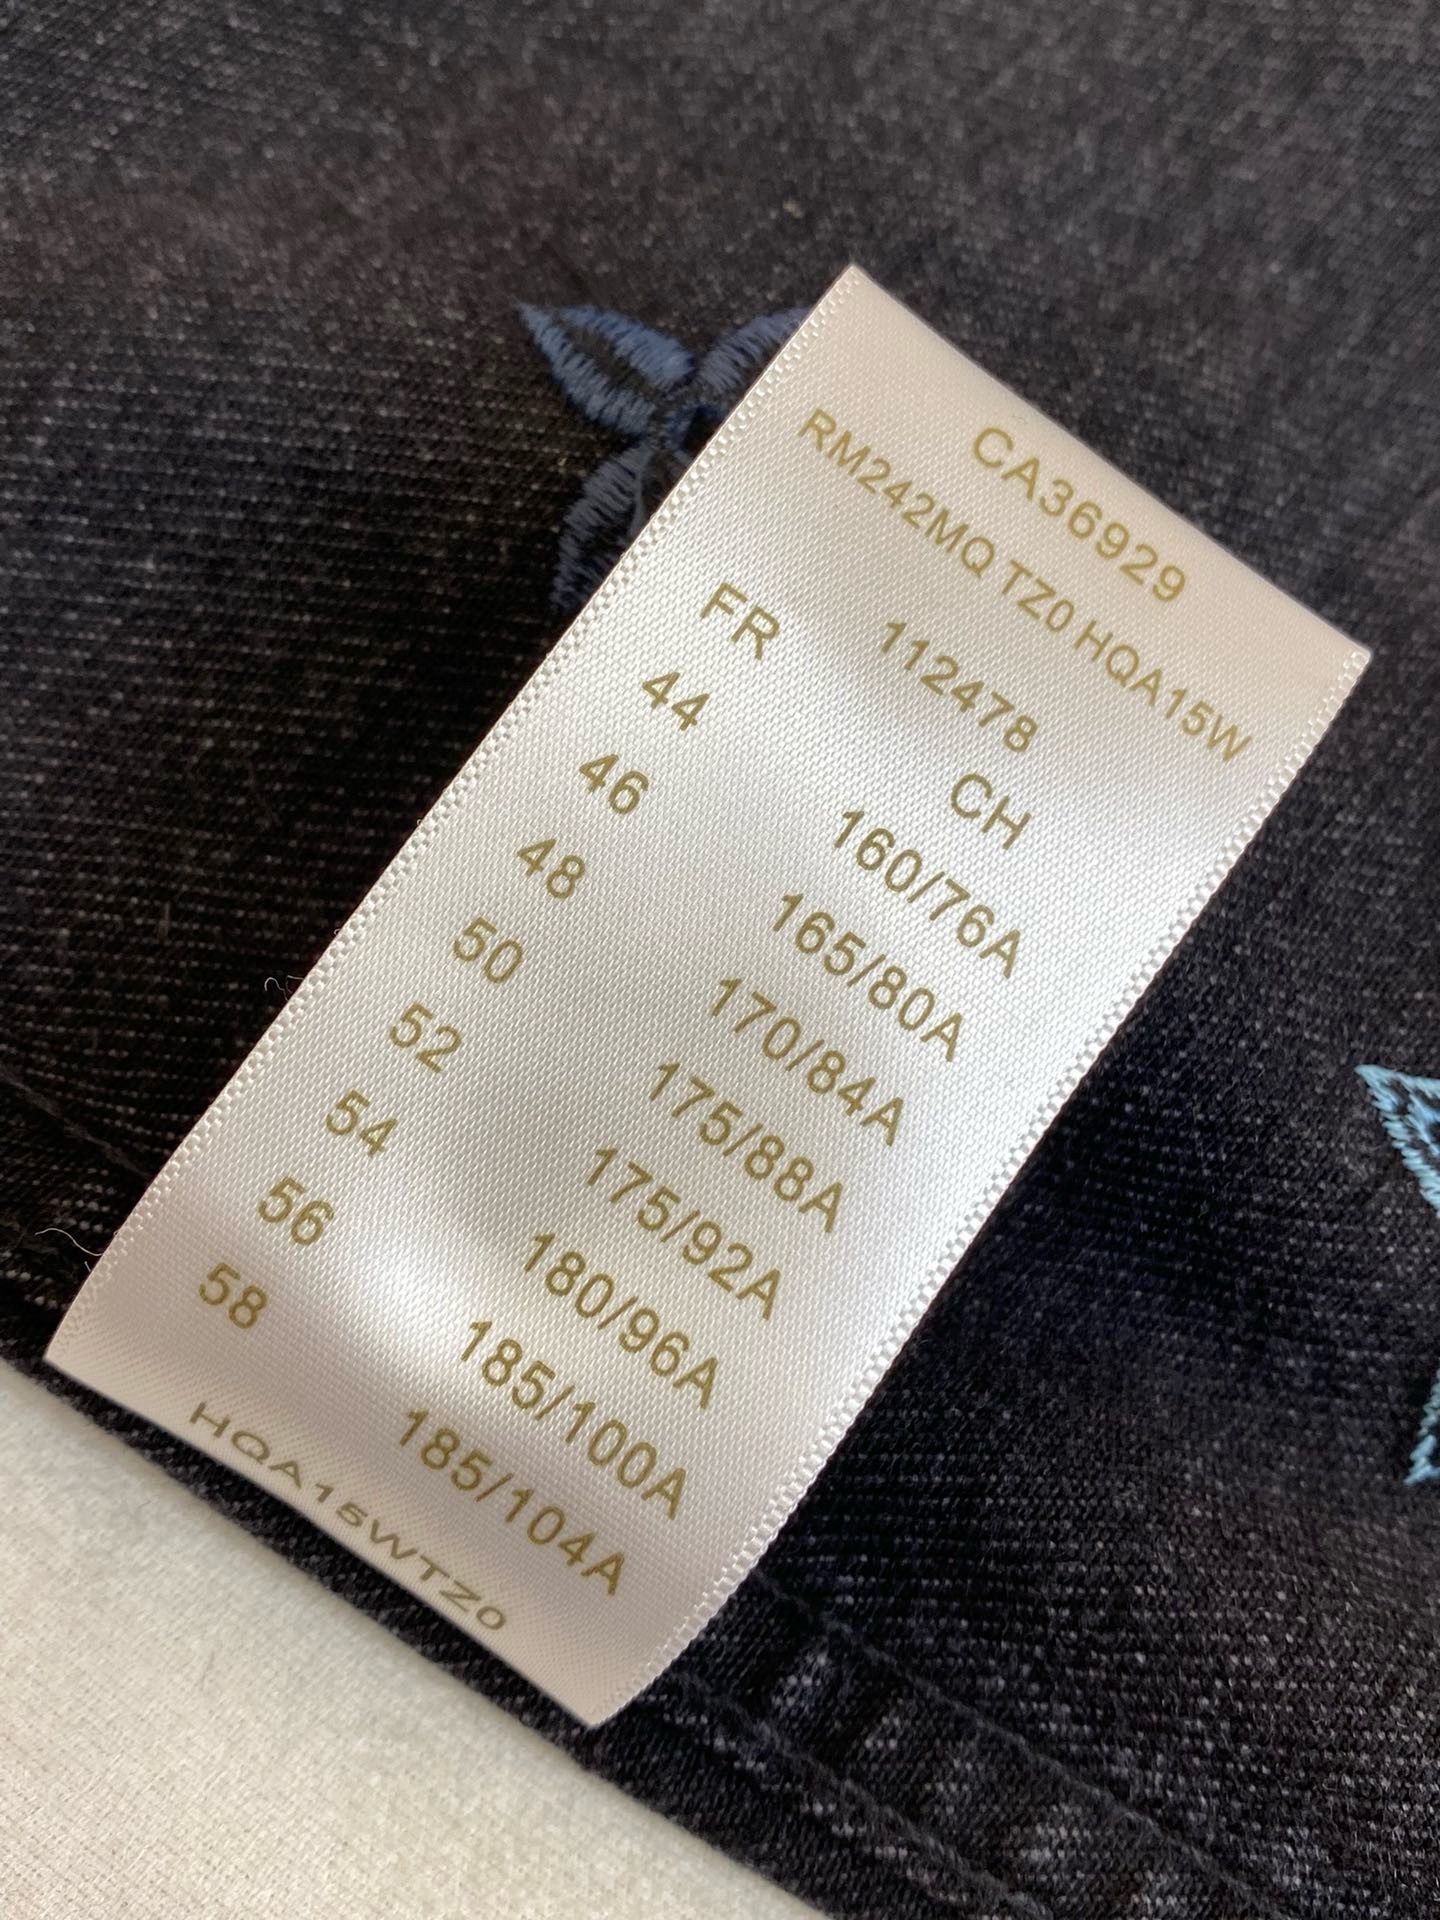 CA36929
RM242MQ TZ0 HQA15W
112478
FR CH
44 160/76A
46 165/80A
48 170/84A
50 175/88A
52 175/92A
54 180/96A
56 185/100A
58 185/104A
HQA15WTZ0